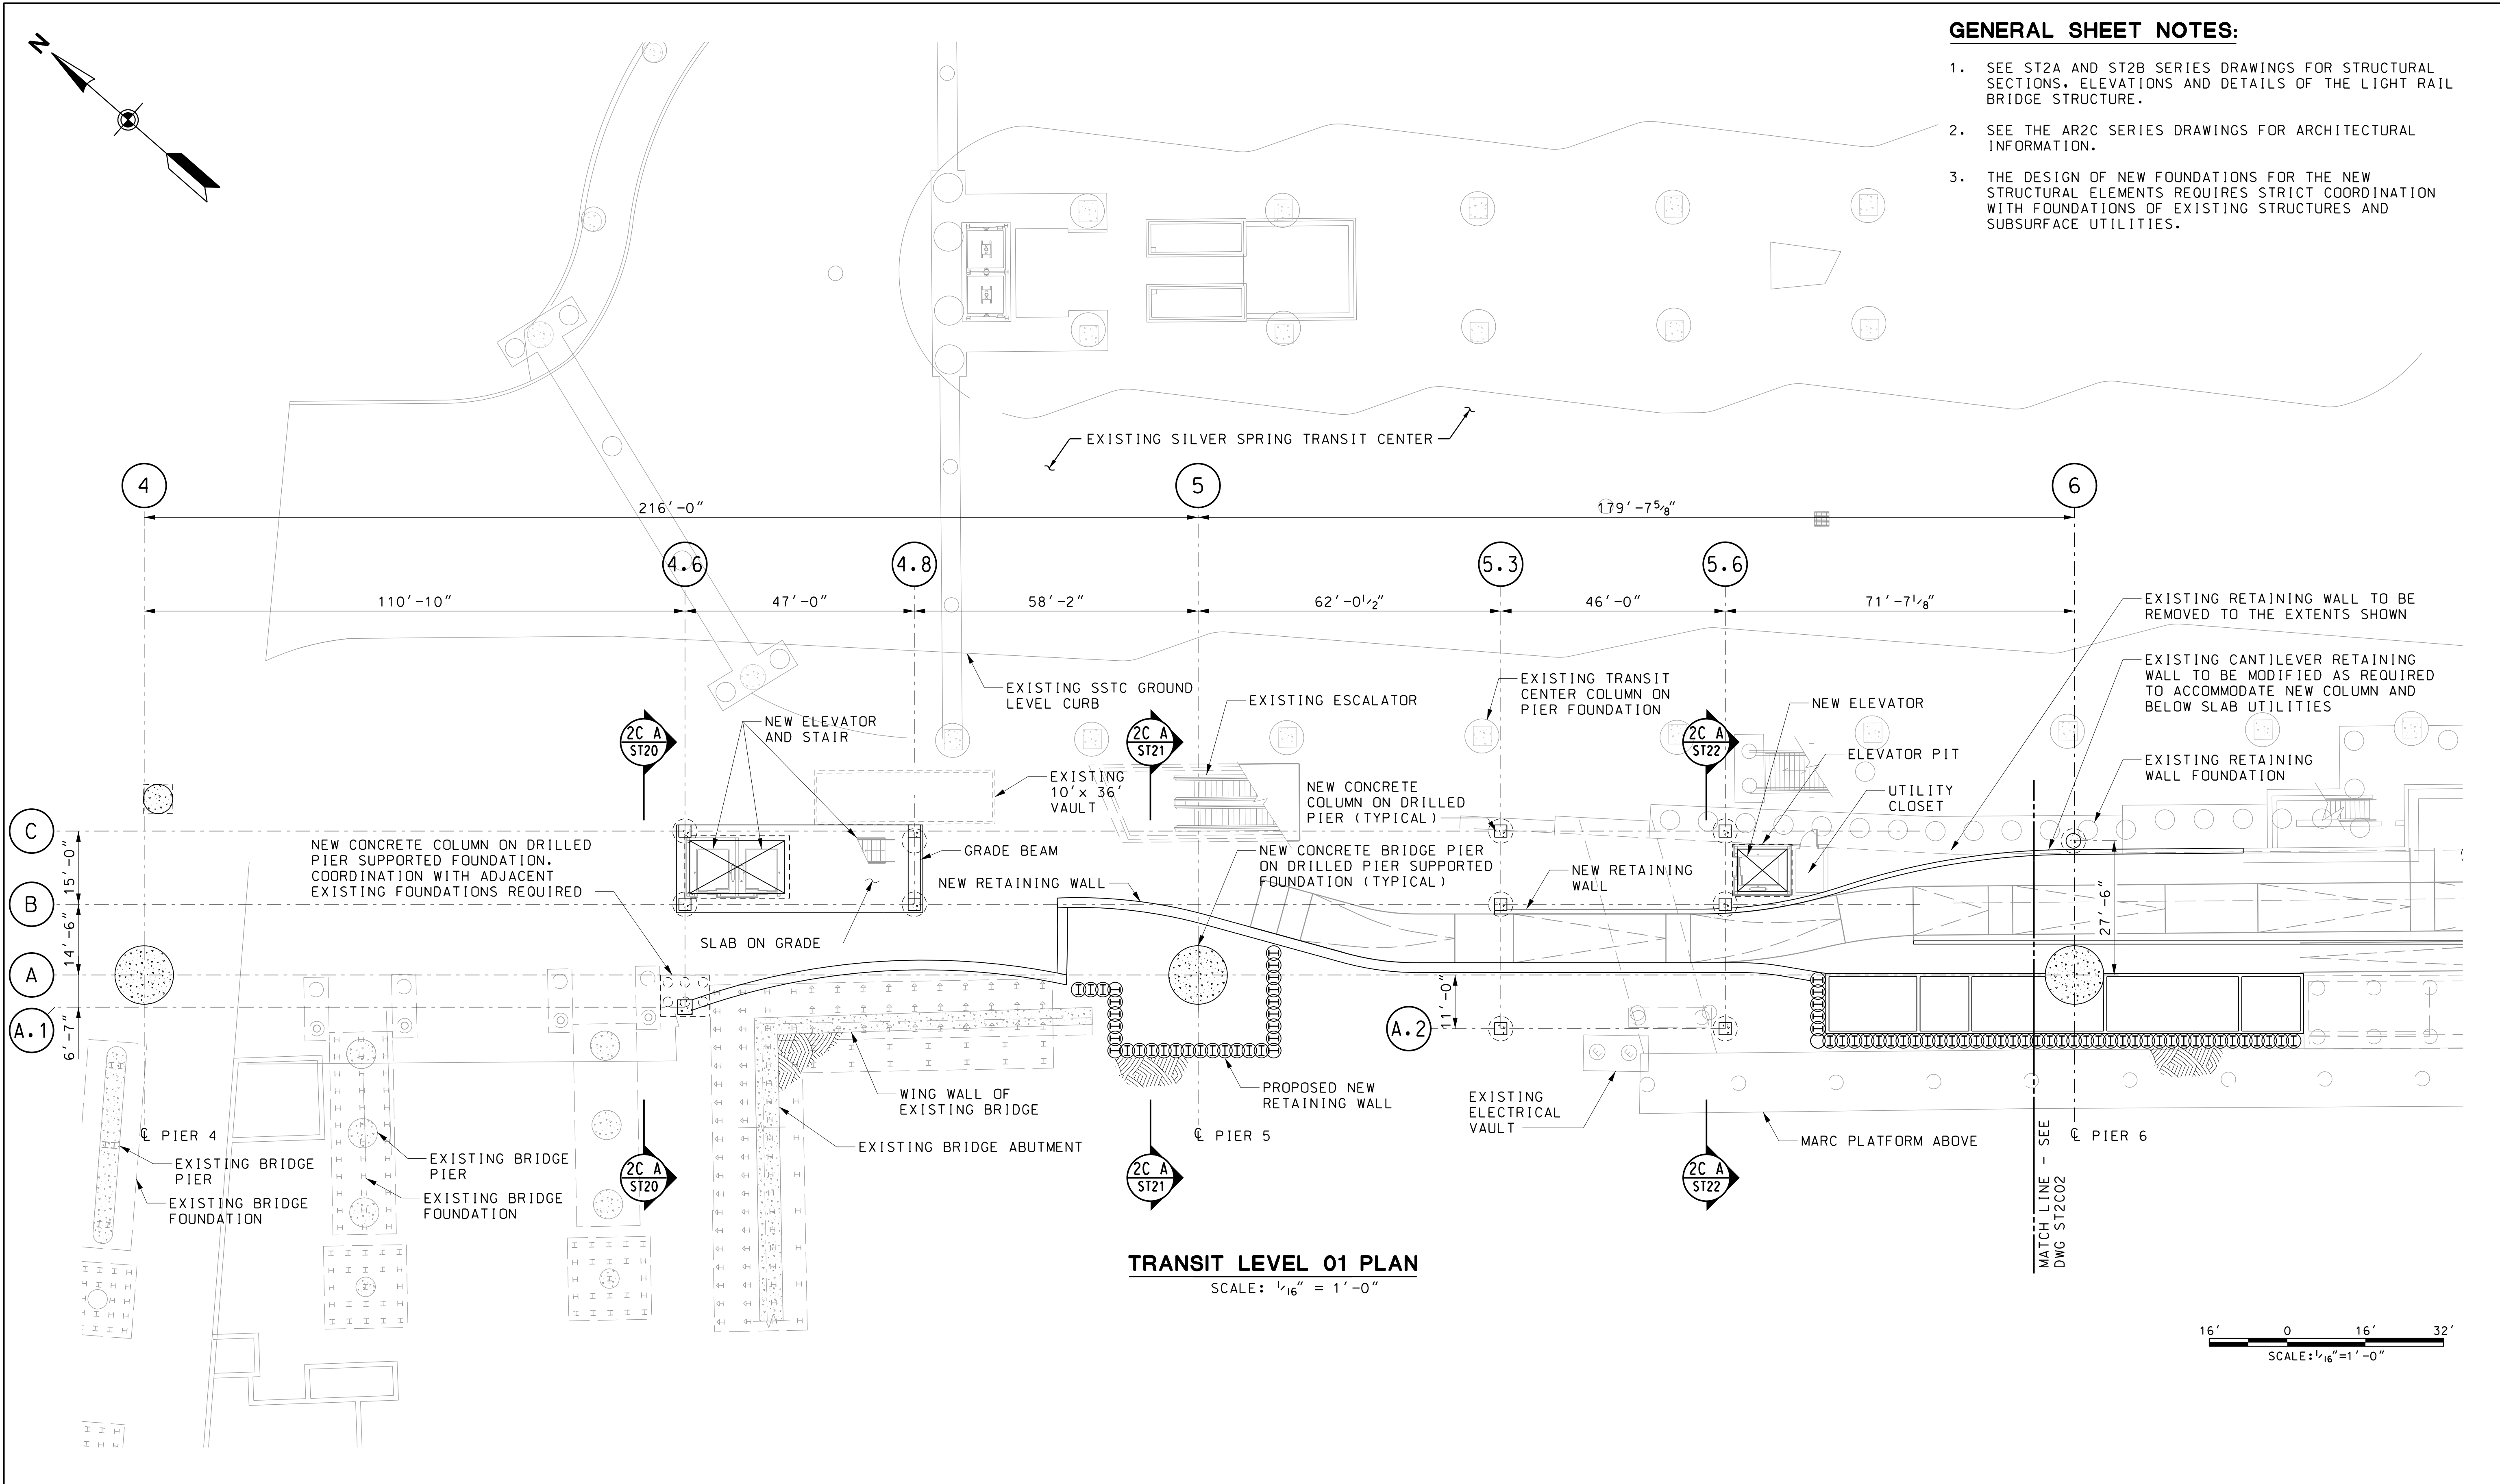 N
GENERAL SHEET NOTES:
1. SEE ST2A AND ST2B SERIES DRAWINGS FOR STRUCTURAL
SECTIONS, ELEVATIONS AND DETAILS OF THE LIGHT RAIL
BRIDGE STRUCTURE.
2. SEE THE AR2C SERIES DRAWINGS FOR ARCHITECTURAL
INFORMATION.
3. THE DESIGN OF NEW FOUNDATIONS FOR THE NEW
STRUCTURAL ELEMENTS REQUIRES STRICT COORDINATION
WITH FOUNDATIONS OF EXISTING STRUCTURES AND
SUBSURFACE UTILITIES.
EXISTING SILVER SPRING TRANSIT CENTER
4
5
6
216'-0"
179'-7 5/8"
4.6
4.8
5.3
5.6
110'-10"
47'-0"
58'-2"
62'-0 1/2"
46'-0"
71'-7 1/8"
EXISTING RETAINING WALL TO BE
REMOVED TO THE EXTENTS SHOWN
EXISTING CANTILEVER RETAINING
WALL TO BE MODIFIED AS REQUIRED
TO ACCOMMODATE NEW COLUMN AND
BELOW SLAB UTILITIES
EXISTING RETAINING
WALL FOUNDATION
EXISTING SSTC GROUND
LEVEL CURB
EXISTING ESCALATOR
EXISTING TRANSIT
CENTER COLUMN ON
PIER FOUNDATION
NEW ELEVATOR
ELEVATOR PIT
UTILITY
CLOSET
NEW ELEVATOR
AND STAIR
2C A
ST20
2C A
ST21
2C A
ST22
EXISTING
10'x 36'
VAULT
NEW CONCRETE
COLUMN ON DRILLED
PIER (TYPICAL)
C
B
A
A.1
15'-0"
14'-6"
6'-7"
NEW CONCRETE COLUMN ON DRILLED
PIER SUPPORTED FOUNDATION.
COORDINATION WITH ADJACENT
EXISTING FOUNDATIONS REQUIRED
GRADE BEAM
NEW RETAINING WALL
NEW CONCRETE BRIDGE PIER
ON DRILLED PIER SUPPORTED
FOUNDATION (TYPICAL)
NEW RETAINING
WALL
27'-6"
SLAB ON GRADE
11'-0"
A.2
WING WALL OF
EXISTING BRIDGE
PROPOSED NEW
RETAINING WALL
EXISTING
ELECTRICAL
VAULT
E
E
EXISTING BRIDGE ABUTMENT
MARC PLATFORM ABOVE
℄ PIER 4
℄ PIER 5
℄ PIER 6
EXISTING BRIDGE
PIER
EXISTING BRIDGE
FOUNDATION
EXISTING BRIDGE
PIER
EXISTING BRIDGE
FOUNDATION
2C A
ST20
2C A
ST21
2C A
ST22
MATCH LINE - SEE
DWG ST2C02
TRANSIT LEVEL 01 PLAN
SCALE: 1/16" = 1'-0"
16' 0 16' 32'
SCALE: 1/16"=1'-0"